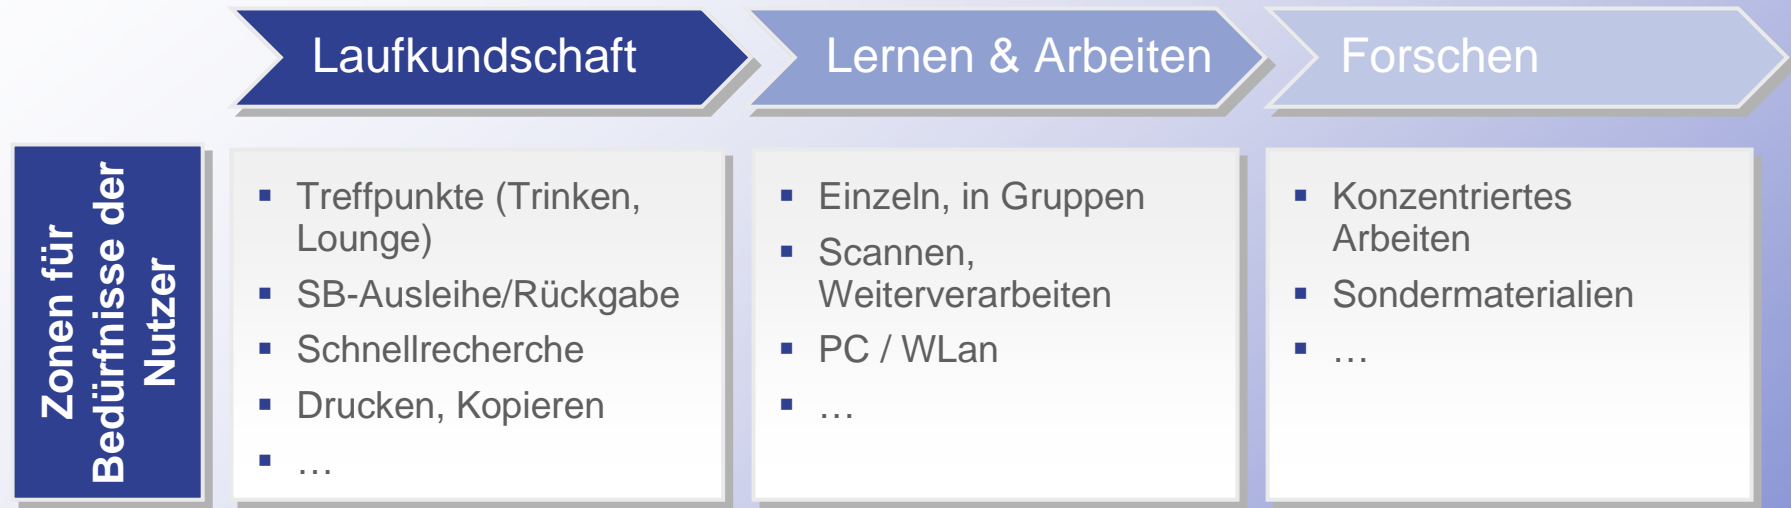 Laufkundschaft
Lernen & Arbeiten
Forschen
Zonen für
Bedürfnisse der
Nutzer
▪ Treffpunkte (Trinken,
Lounge)
▪ SB-Ausleihe/Rückgabe
▪ Schnellrecherche
▪ Drucken, Kopieren
▪ …
▪ Einzeln, in Gruppen
▪ Scannen,
Weiterverarbeiten
▪ PC / WLan
▪ …
▪ Konzentriertes
Arbeiten
▪ Sondermaterialien
▪ …